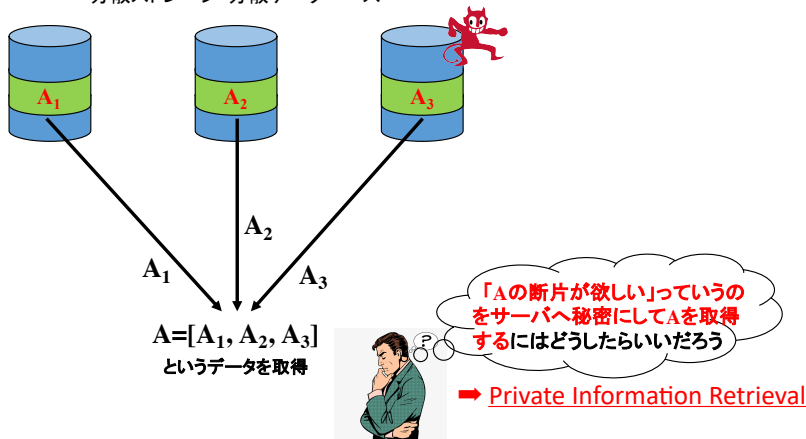 A₁ A₂ A₃
A₂
A₁ A₃
A=[A₁, A₂, A₃]
というデータを取得
「Aの断片が欲しい」っていうの
をサーバへ秘密にしてAを取得
するにはどうしたらいいだろう
?
➡ Private Information Retrieval